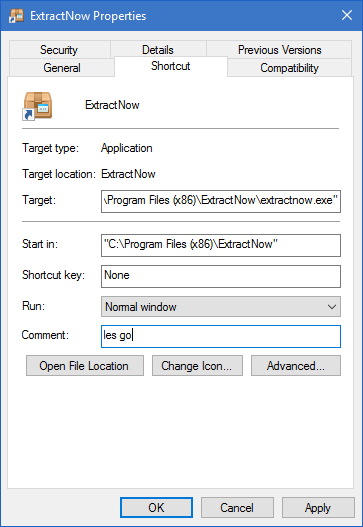 ExtractNow Properties
Security Details Previous Versions
General Shortcut Compatibility
ExtractNow
Target type: Application
Target location: ExtractNow
Target: \Program Files (x86)\ExtractNow\extractnow.exe"
Start in: "C:\Program Files (x86)\ExtractNow"
Shortcut key: None
Run: Normal window
Comment: les go
Open File Location Change Icon... Advanced...
OK Cancel Apply